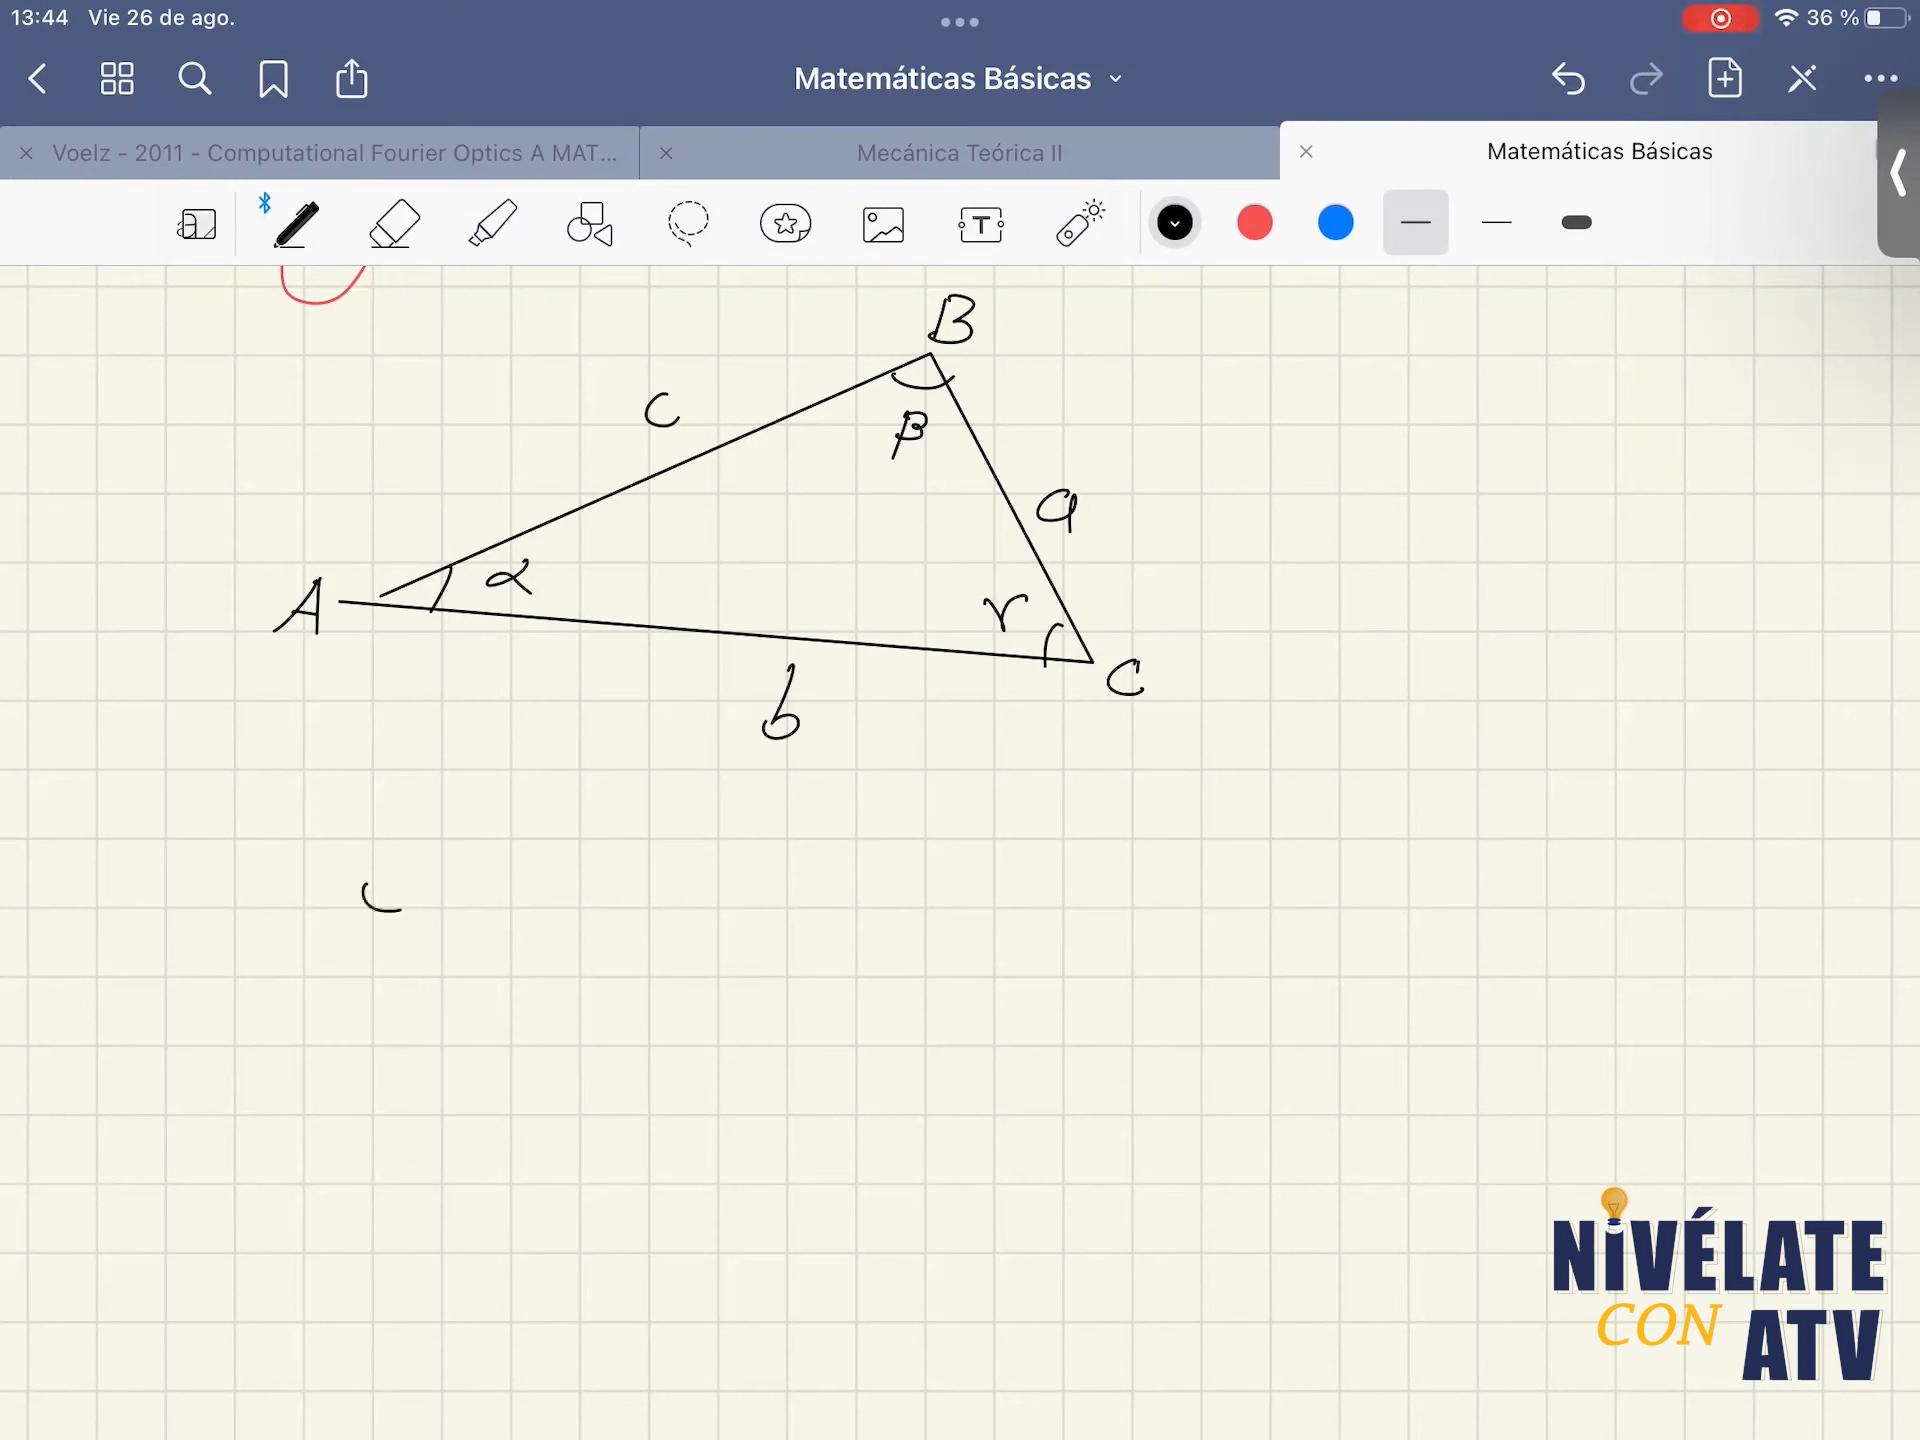 13:44 Vie 26 de ago.
36 %
Matemáticas Básicas
Voelz - 2011 - Computational Fourier Optics A MAT...
Mecánica Teórica II
Matemáticas Básicas
T
B
c
β
a
α
A
γ
C
b
C
NIVÉLATE
CON
ATV